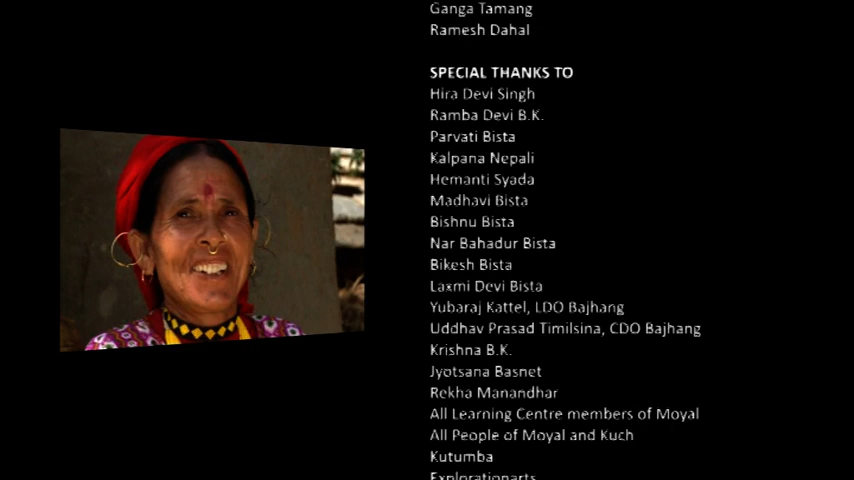 Ganga Tamang
Ramesh Dahal
SPECIAL THANKS TO
Hira Devi Singh
Ramba Devi B.K.
Parvati Bista
Kalpana Nepali
Hemanti Syada
Madhavi Bista
Bishnu Bista
Nar Bahadur Bista
Bikesh Bista
Laxmi Devi Bista
Yubaraj Kattel, LDO Bajhang
Uddhav Prasad Timilsina, CDO Bajhang
Krishna B.K.
Jyotsana Basnet
Rekha Manandhar
All Learning Centre members of Moyal
All People of Moyal and Kuch
Kutumba
Explorationarts